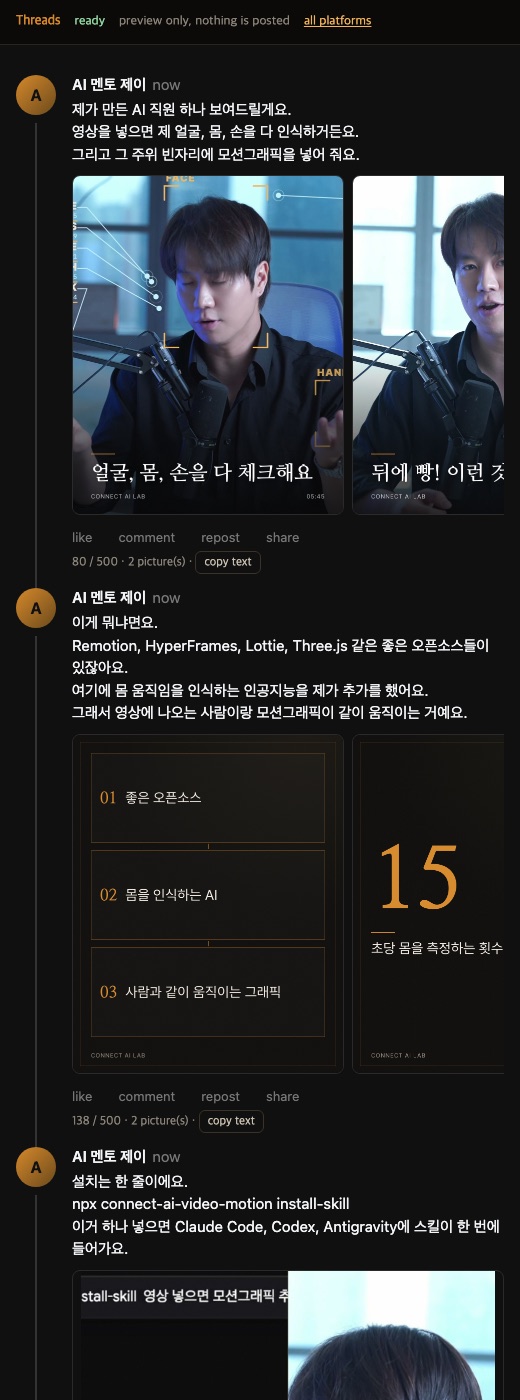 Threads ready preview only, nothing is posted all platforms
A
AI 멘토 제이 now
제가 만든 AI 직원 하나 보여드릴게요.
영상을 넣으면 제 얼굴, 몸, 손을 다 인식하거든요.
그리고 그 주위 빈자리에 모션그래픽을 넣어 줘요.
FACE
HAN
얼굴, 몸, 손을 다 체크해요
CONNECT AI LAB 05:45
뒤에 빵! 이런 것
CONNECT AI LAB
like comment repost share
80 / 500 · 2 picture(s) · copy text
A
AI 멘토 제이 now
이게 뭐냐면요.
Remotion, HyperFrames, Lottie, Three.js 같은 좋은 오픈소스들이
있잖아요.
여기에 몸 움직임을 인식하는 인공지능을 제가 추가를 했어요.
그래서 영상에 나오는 사람이랑 모션그래픽이 같이 움직이는 거예요.
01 좋은 오픈소스
02 몸을 인식하는 AI
03 사람과 같이 움직이는 그래픽
CONNECT AI LAB
15
초당 몸을 측정하는 횟수
CONNECT AI LAB
like comment repost share
138 / 500 · 2 picture(s) · copy text
A
AI 멘토 제이 now
설치는 한 줄이에요.
npx connect-ai-video-motion install-skill
이거 하나 넣으면 Claude Code, Codex, Antigravity에 스킬이 한 번에
들어가요.
stall-skill 영상 넣으면 모션그래픽 추